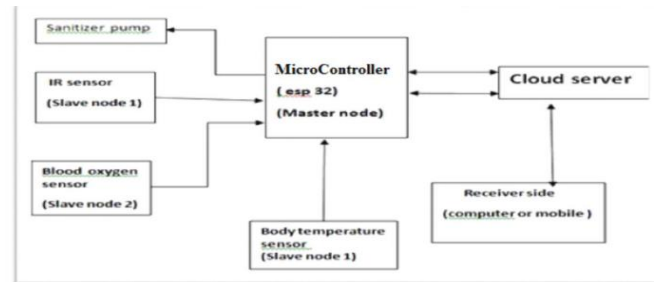 Sanitizer pump
IR sensor
(Slave node 1)
Blood oxygen
sensor
(Slave node 2)
MicroController
( esp 32)
(Master node)
Body temperature
sensor
(Slave node 1)
Cloud server
Receiver side
(computer or mobile )